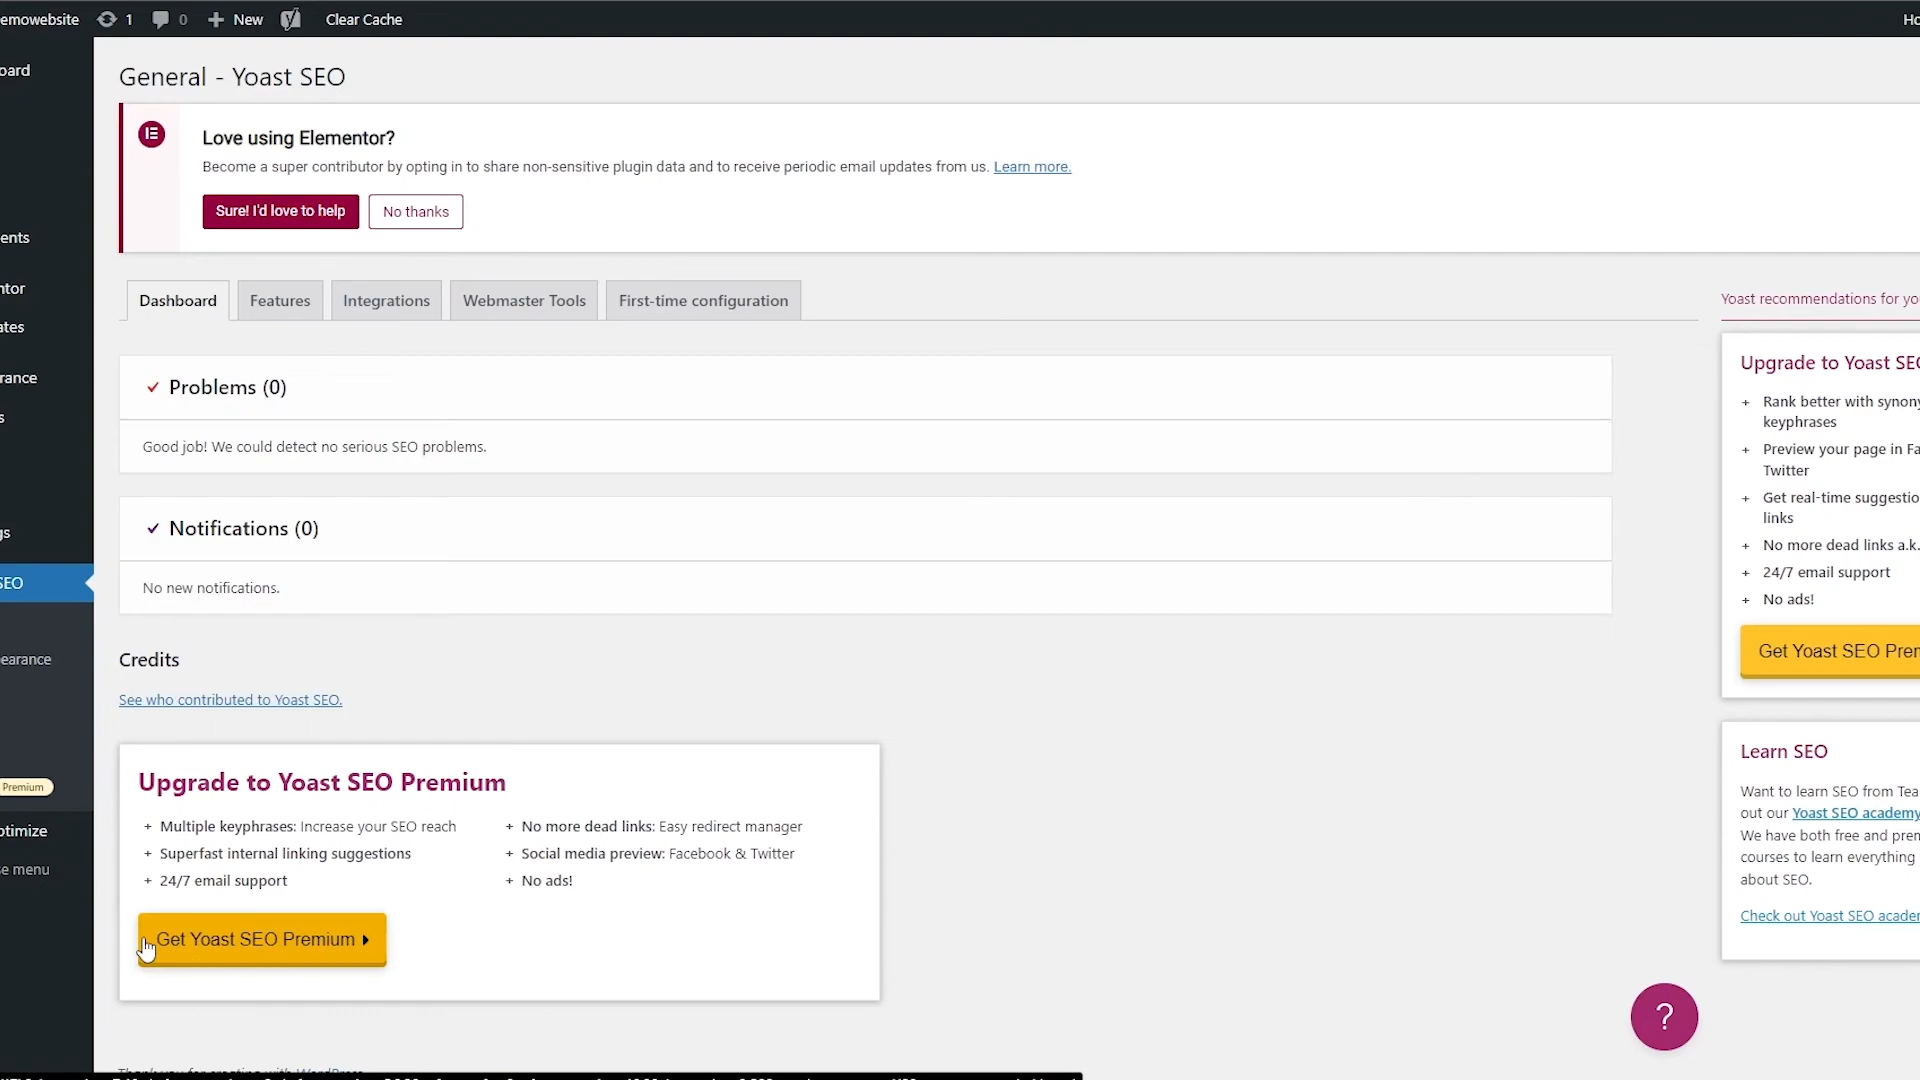 emowebsite 1 0 New Clear Cache
oard
ents
ntor
ates
rance
s
gs
SEO
earance
Premium
ptimize
se menu
General - Yoast SEO
Love using Elementor?
Become a super contributor by opting in to share non-sensitive plugin data and to receive periodic email updates from us. Learn more.
Sure! I'd love to help No thanks
Dashboard Features Integrations Webmaster Tools First-time configuration
Problems (0)
Good job! We could detect no serious SEO problems.
Notifications (0)
No new notifications.
Credits
See who contributed to Yoast SEO.
Upgrade to Yoast SEO Premium
+ Multiple keyphrases: Increase your SEO reach
+ Superfast internal linking suggestions
+ 24/7 email support
+ No more dead links: Easy redirect manager
+ Social media preview: Facebook & Twitter
+ No ads!
Get Yoast SEO Premium
Yoast recommendations for yo
Upgrade to Yoast SEO
+ Rank better with synony
keyphrases
+ Preview your page in Fa
Twitter
+ Get real-time suggestio
links
+ No more dead links a.k.
+ 24/7 email support
+ No ads!
Get Yoast SEO Prem
Learn SEO
Want to learn SEO from Tea
out our Yoast SEO academy
We have both free and prem
courses to learn everything
about SEO.
Check out Yoast SEO acader
?